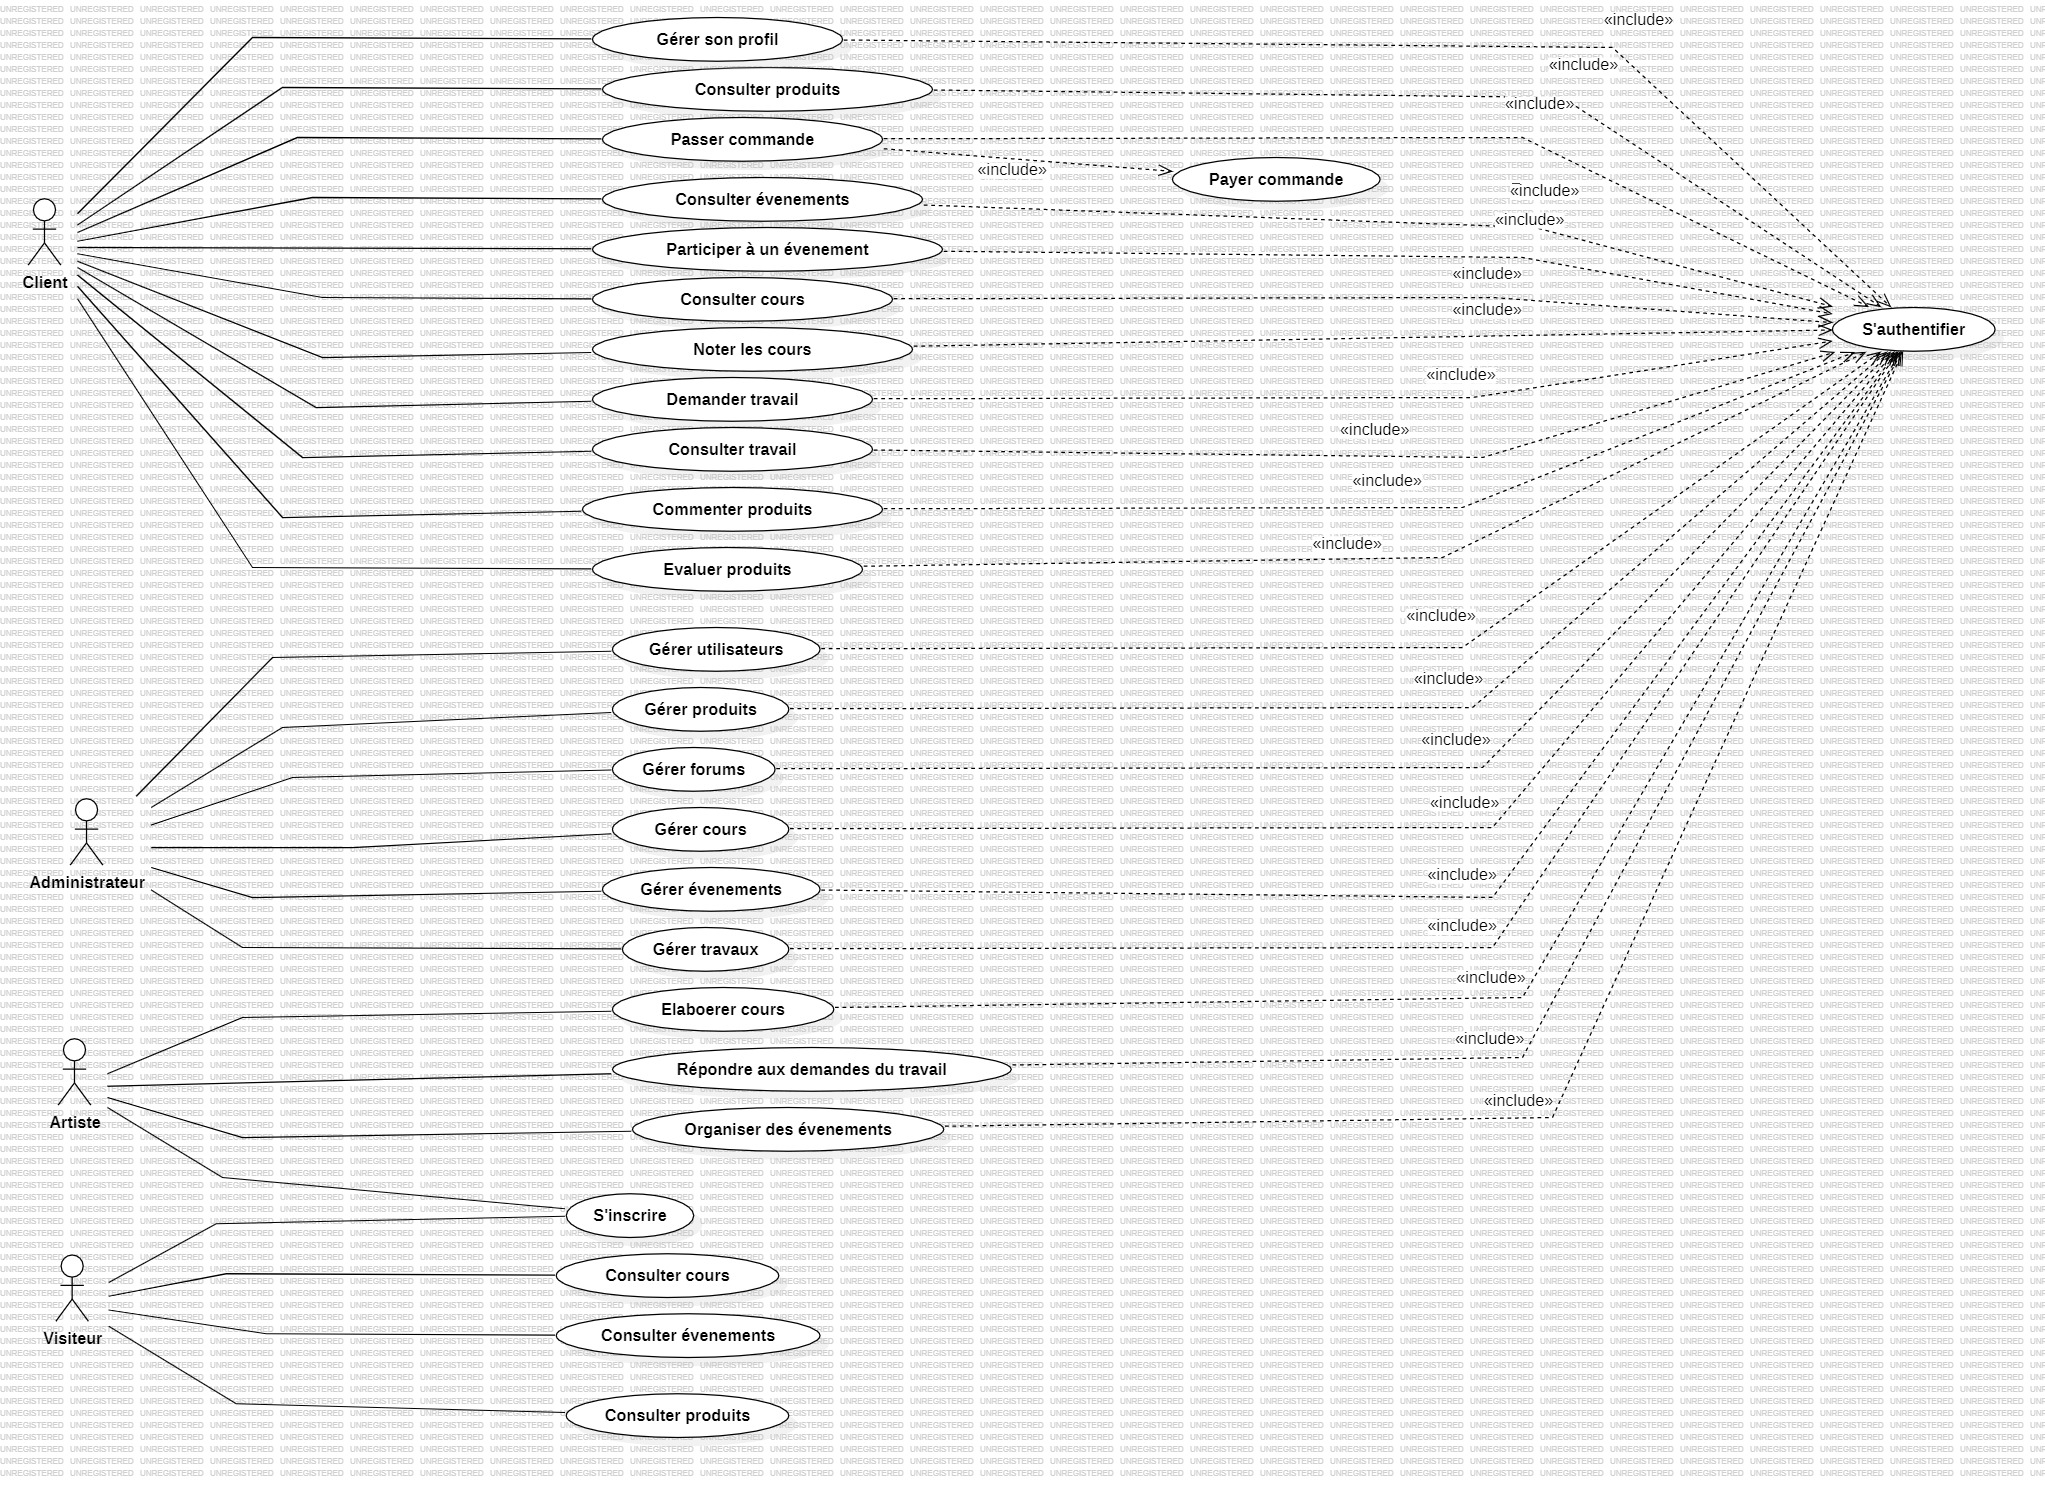 «include»
Gérer son profil
«include»
Consulter produits
«include»
Passer commande
«include»
Payer commande
«include»
Consulter évenements
«include»
Participer à un évenement
«include»
Client
Consulter cours
«include»
S'authentifier
Noter les cours
«include»
Demander travail
«include»
Consulter travail
«include»
Commenter produits
«include»
Evaluer produits
«include»
Gérer utilisateurs
«include»
Gérer produits
«include»
Gérer forums
«include»
Gérer cours
«include»
Administrateur
Gérer évenements
«include»
Gérer travaux
«include»
Elaboerer cours
«include»
Répondre aux demandes du travail
«include»
Artiste
Organiser des évenements
S'inscrire
Consulter cours
Visiteur
Consulter évenements
Consulter produits
UNREGISTERED